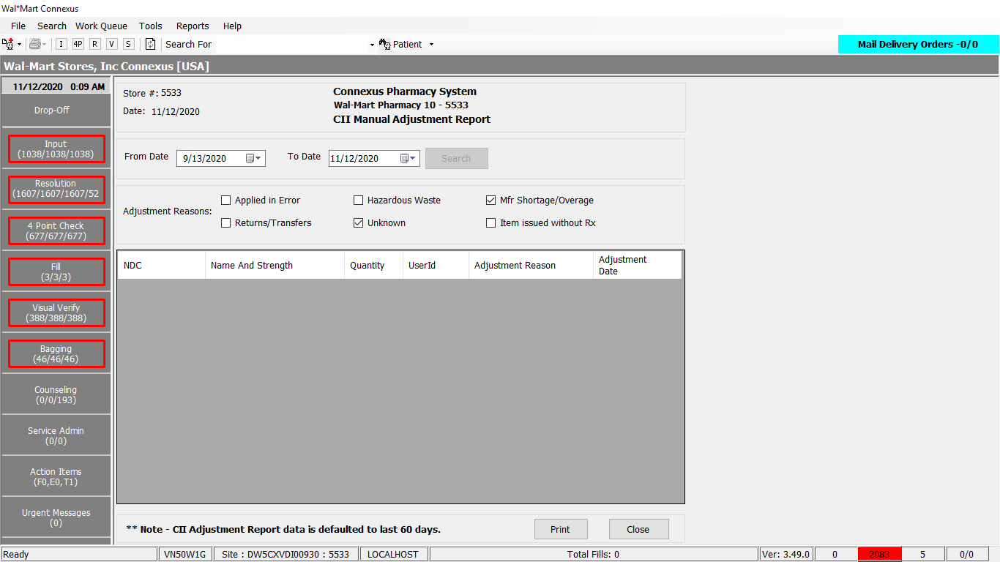 Wal*Mart Connexus
File Search Work Queue Tools Reports Help
I 4P R V S Search For Patient Mail Delivery Orders -0/0
Wal-Mart Stores, Inc Connexus [USA]
11/12/2020 0:09 AM
Drop-Off
Input
(1038/1038/1038)
Resolution
(1607/1607/1607/52
4 Point Check
(677/677/677)
Fill
(3/3/3)
Visual Verify
(388/388/388)
Bagging
(46/46/46)
Counseling
(0/0/193)
Service Admin
(0/0)
Action Items
(F0,E0,T1)
Urgent Messages
(0)
Store #: 5533
Date: 11/12/2020
Connexus Pharmacy System
Wal-Mart Pharmacy 10 - 5533
CII Manual Adjustment Report
From Date 9/13/2020 To Date 11/12/2020 Search
Adjustment Reasons:
Applied in Error Hazardous Waste Mfr Shortage/Overage
Returns/Transfers Unknown Item issued without Rx
NDC Name And Strength Quantity UserId Adjustment Reason Adjustment
Date
** Note - CII Adjustment Report data is defaulted to last 60 days. Print Close
Ready VN50W1G Site : DW5CXVDI00930 : 5533 LOCALHOST Total Fills: 0 Ver: 3.49.0 0 2083 5 0/0